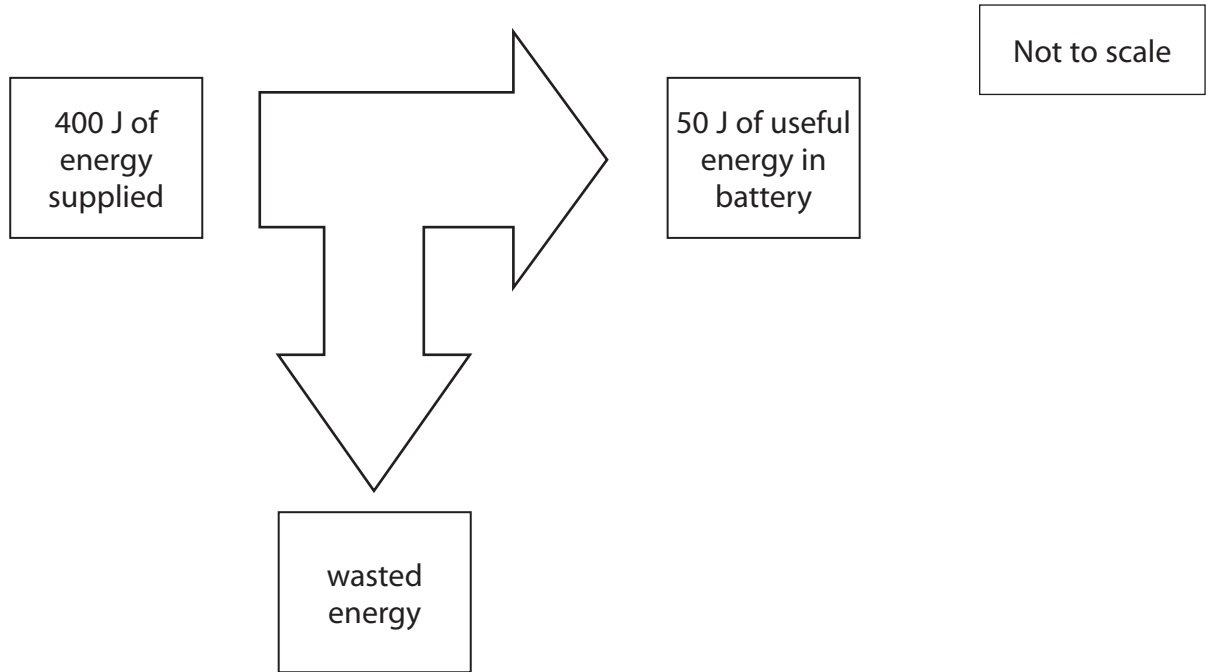 Not to scale
400 J of
energy
supplied
50 J of useful
energy in
battery
wasted
energy